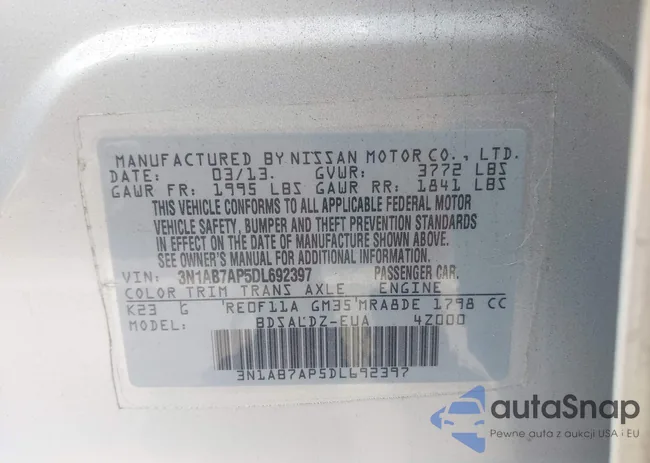 MANUFACTURED BY NISSAN MOTOR CO., LTD.
DATE: 03/13. GVWR: 3772 LBS
GAWR FR: 1995 LBS GAWR RR: 1841 LBS
THIS VEHICLE CONFORMS TO ALL APPLICABLE FEDERAL MOTOR
VEHICLE SAFETY, BUMPER AND THEFT PREVENTION STANDARDS
IN EFFECT ON THE DATE OF MANUFACTURE SHOWN ABOVE.
SEE OWNER'S MANUAL FOR ADDITIONAL INFORMATION.
VIN: 3N1AB7AP5DL692397 PASSENGER CAR.
COLOR TRIM TRANS AXLE ENGINE
K23 G RE0F11A GM35 MRA8DE 1798 CC
MODEL: BDSALDZ-EUA 4Z000
3N1AB7AP5DL692397
autaSnap
Pewne auta z aukcji USA i EU